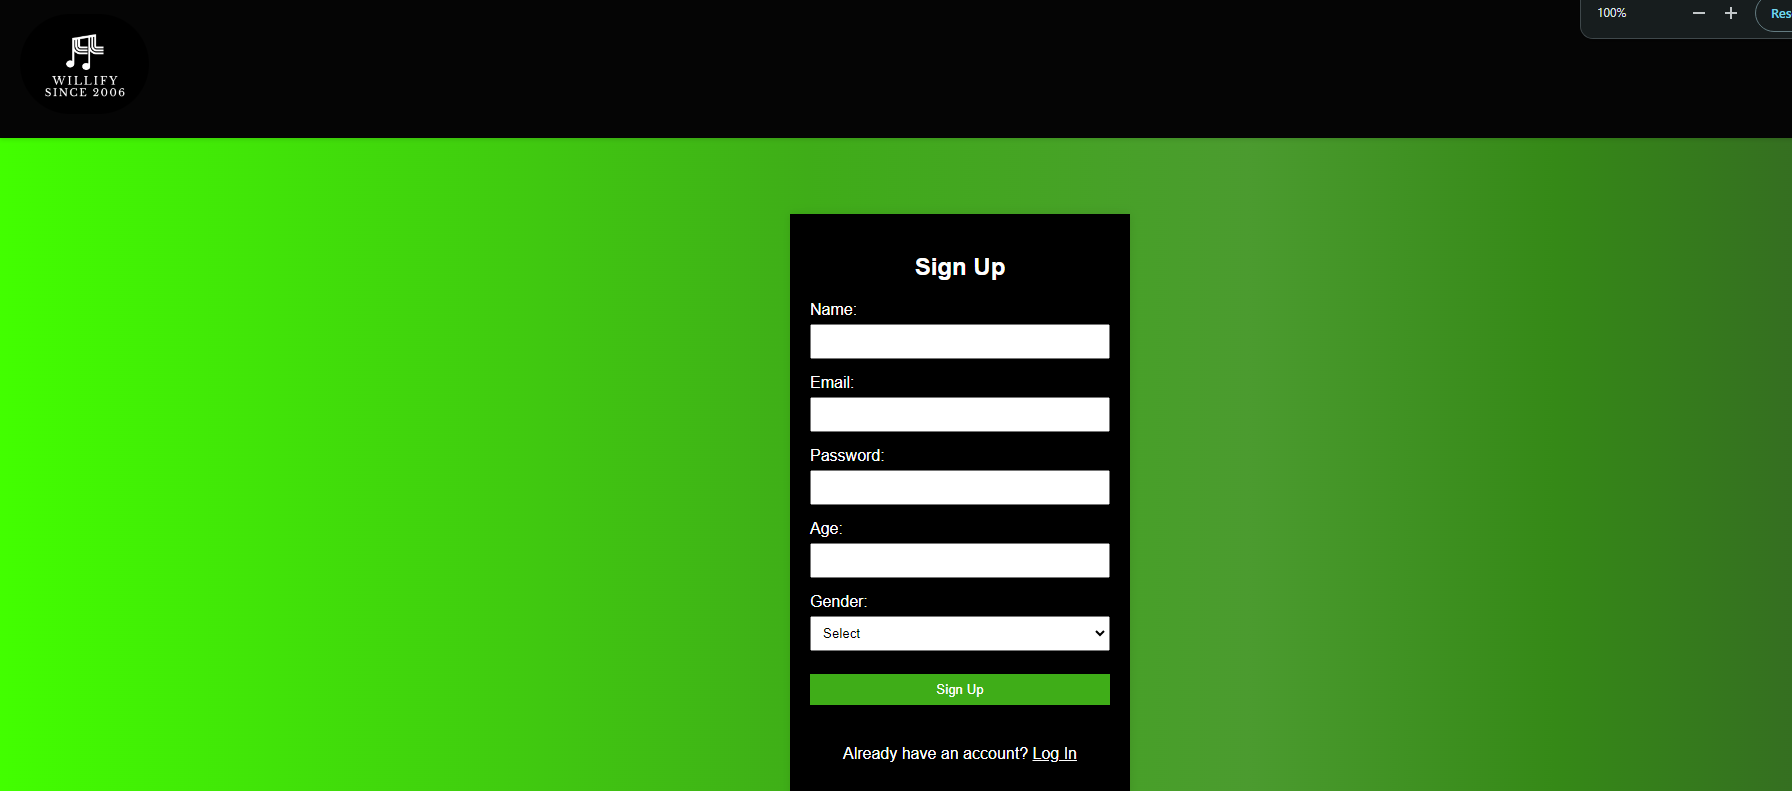 100%
Res
WILLIFY
SINCE 2006
Sign Up
Name:
Email:
Password:
Age:
Gender:
Select
Sign Up
Already have an account? Log In